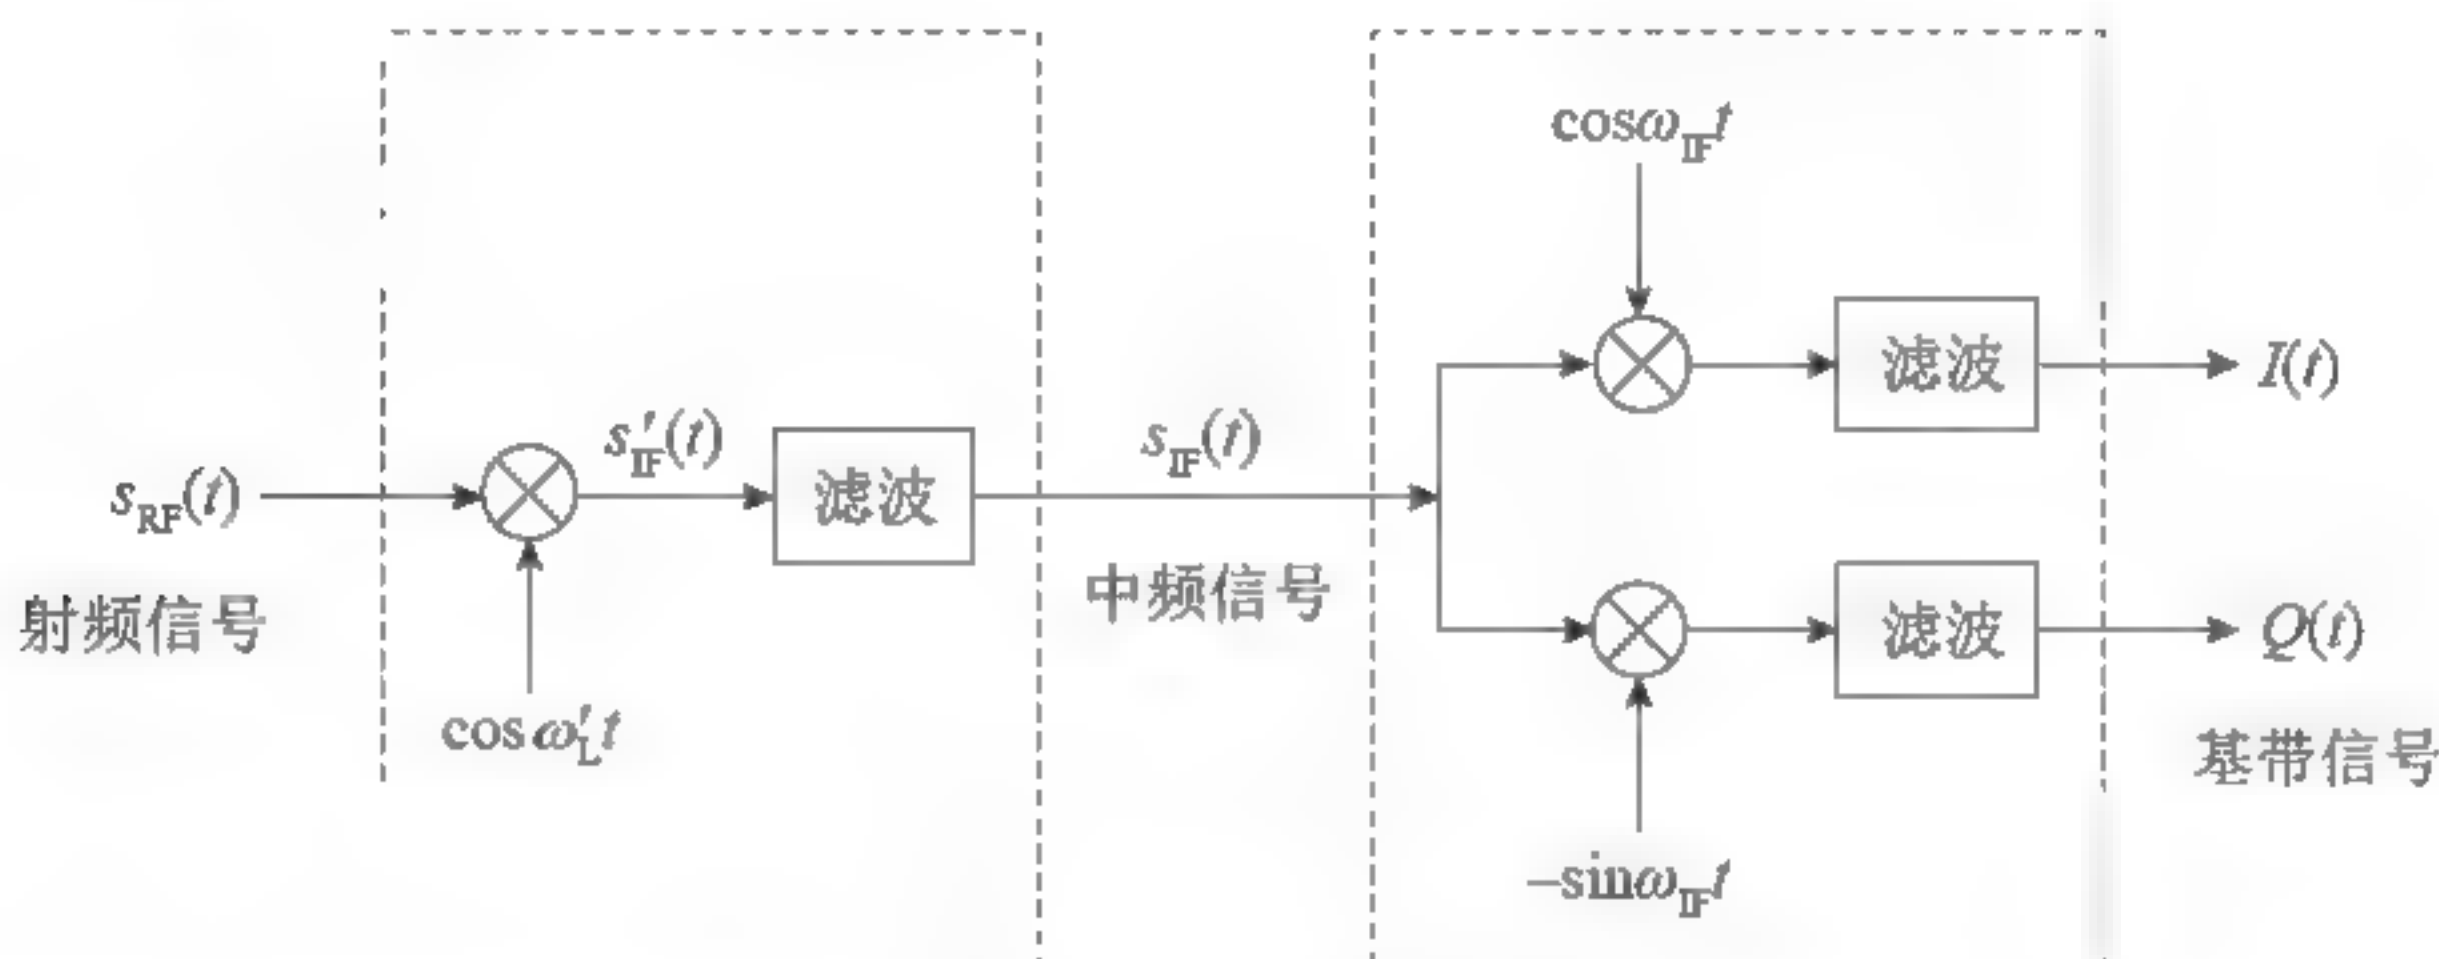 cosω_IF t
滤波
I(t)
s_RF(t)
射频信号
s'_IF(t)
滤波
cos ω'_L t
s_IF(t)
中频信号
滤波
Q(t)
基带信号
−sinω_IF t